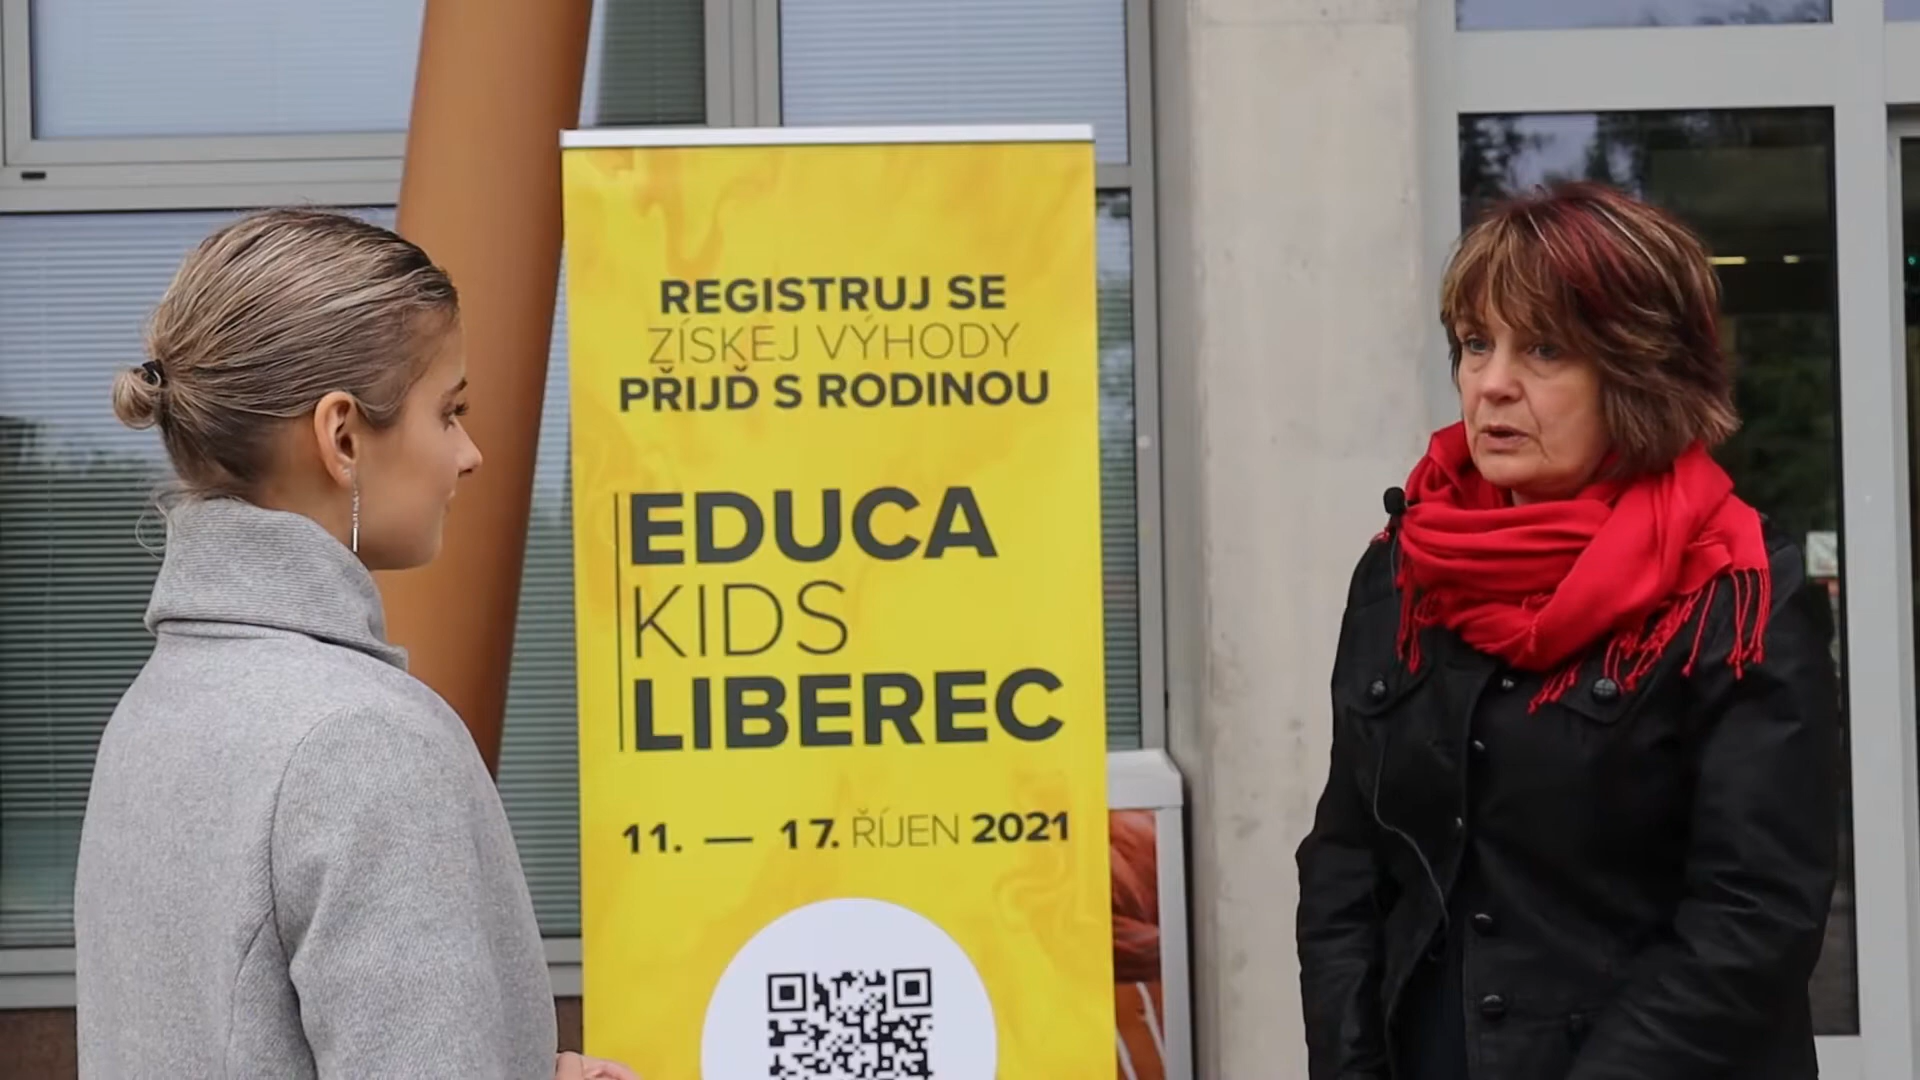 REGISTRUJ SE
ZÍSKEJ VÝHODY
PŘIJĎ S RODINOU
EDUCA
KIDS
LIBEREC
11. — 17. ŘÍJEN 2021